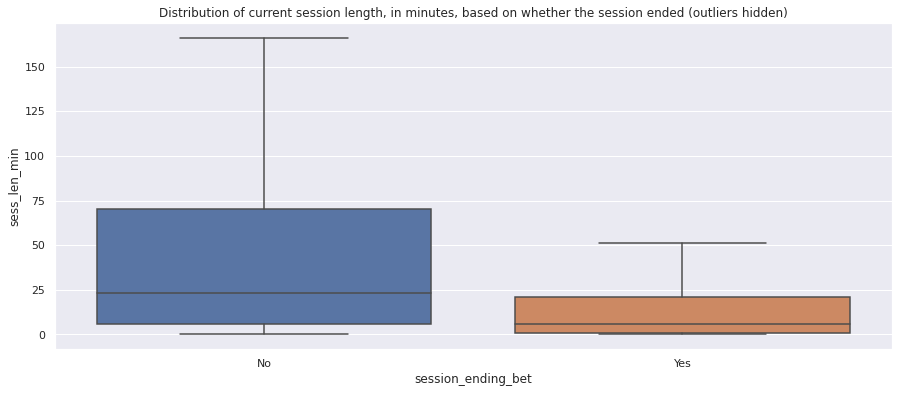 Distribution of current session length, in minutes, based on whether the session ended (outliers hidden)
150
125
100
75
50
25
0
sess_len_min
No
Yes
session_ending_bet